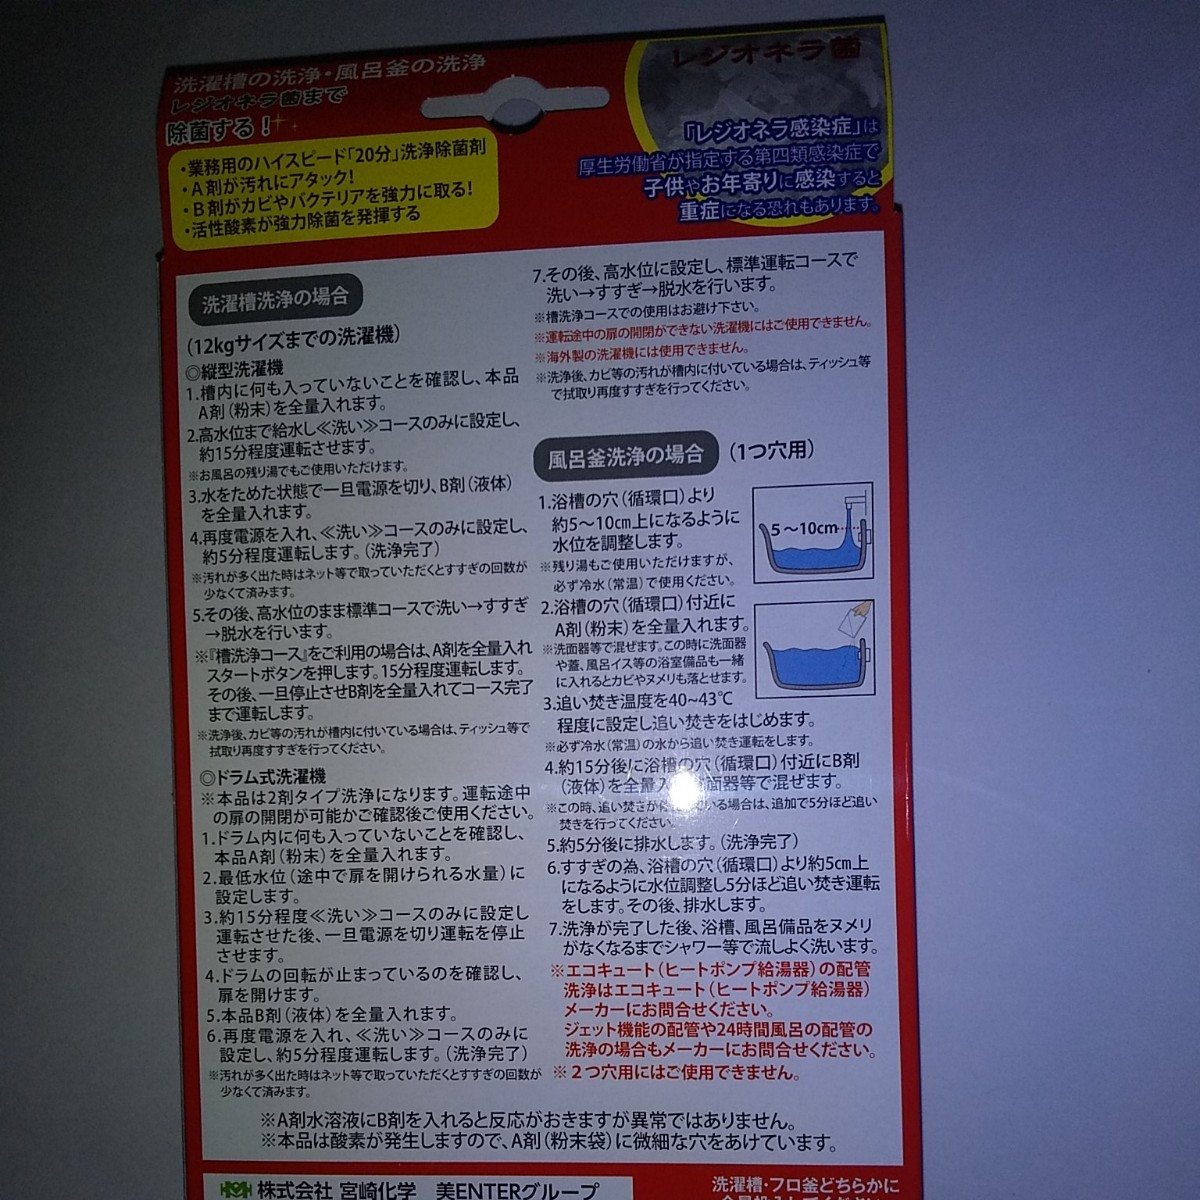 洗濯槽の洗浄・風呂釜の洗浄
レジオネラ菌まで
除菌する!
・業務用のハイスピード「20分」洗浄除菌剤
・A剤が汚れにアタック!
・B剤がカビやバクテリアを強力に取る!
・活性酸素が強力除菌を発揮する
レジオネラ菌
「レジオネラ感染症」は
厚生労働省が指定する第四類感染症で
子供やお年寄りに感染すると
重症になる恐れもあります。
洗濯槽洗浄の場合
(12kgサイズまでの洗濯機)
◎縦型洗濯機
1.槽内に何も入っていないことを確認し、本品
A剤(粉末)を全量入れます。
2.高水位まで給水し≪洗い≫コースのみに設定し、
約15分程度運転させます。
※お風呂の残り湯でもご使用いただけます。
3.水をためた状態で一旦電源を切り、B剤(液体)
を全量入れます。
4.再度電源を入れ、≪洗い≫コースのみに設定し、
約5分程度運転します。(洗浄完了)
※汚れが多く出た時はネット等で取っていただくとすすぎの回数が
少なくて済みます。
5.その後、高水位のまま標準コースで洗い→すすぎ
→脱水を行います。
※『槽洗浄コース』をご利用の場合は、A剤を全量入れ
スタートボタンを押します。15分程度運転します。
その後、一旦停止させB剤を全量入れてコース完了
まで運転します。
※洗浄後、カビ等の汚れが槽内に付いている場合は、ティッシュ等で
拭取り再度すすぎを行ってください。
◎ドラム式洗濯機
※本品は2剤タイプ洗浄になります。運転途中
の扉の開閉が可能かご確認後ご使用ください。
1.ドラム内に何も入っていないことを確認し、
本品A剤(粉末)を全量入れます。
2.最低水位(途中で扉を開けられる水量)に
設定します。
3.約15分程度≪洗い≫コースのみに設定し
運転させた後、一旦電源を切り運転を停止
させます。
4.ドラムの回転が止まっているのを確認し、
扉を開けます。
5.本品B剤(液体)を全量入れます。
6.再度電源を入れ、≪洗い≫コースのみに
設定し、約5分程度運転します。(洗浄完了)
※汚れが多く出た時はネット等で取っていただくとすすぎの回数が
少なくて済みます。
7.その後、高水位に設定し、標準運転コースで
洗い→すすぎ→脱水を行います。
※槽洗浄コースでの使用はお避け下さい。
※運転途中の扉の開閉ができない洗濯機にはご使用できません。
※海外製の洗濯機には使用できません。
※洗浄後、カビ等の汚れが槽内に付いている場合は、ティッシュ等
で拭取り再度すすぎを行ってください。
風呂釜洗浄の場合 (1つ穴用)
1.浴槽の穴(循環口)より
約5〜10cm上になるように
水位を調整します。
※残り湯もご使用いただけますが、
必ず冷水(常温)で使用ください。
5〜10cm
2.浴槽の穴(循環口)付近に
A剤(粉末)を全量入れます。
※洗面器等で混ぜます。この時に洗面器
や蓋、風呂イス等の浴室備品も一緒
に入れるとカビやヌメリも落とせます。
3.追い焚き温度を40~43℃
程度に設定し追い焚きをはじめます。
※必ず冷水(常温)の水から追い焚き運転をします。
4.約15分後に浴槽の穴(循環口)付近にB剤
(液体)を全量入 面器等で混ぜます。
※この時、追い焚きが いる場合は、追加で5分ほど追い
焚きを行ってください。
5.約5分後に排水します。(洗浄完了)
6.すすぎの為、浴槽の穴(循環口)より約5cm上
になるように水位調整し5分ほど追い焚き運転
をします。その後、排水します。
7.洗浄が完了した後、浴槽、風呂備品をヌメリ
がなくなるまでシャワー等で流しよく洗います。
※エコキュート(ヒートポンプ給湯器)の配管
洗浄はエコキュート(ヒートポンプ給湯器)
メーカーにお問合せください。
ジェット機能の配管や24時間風呂の配管の
洗浄の場合もメーカーにお問合せください。
※2つ穴用にはご使用できません。
※A剤水溶液にB剤を入れると反応がおきますが異常ではありません。
※本品は酸素が発生しますので、A剤(粉末袋)に微細な穴をあけています。
株式会社 宮崎化学 美ENTERグループ
洗濯槽・フロ釜どちらかに